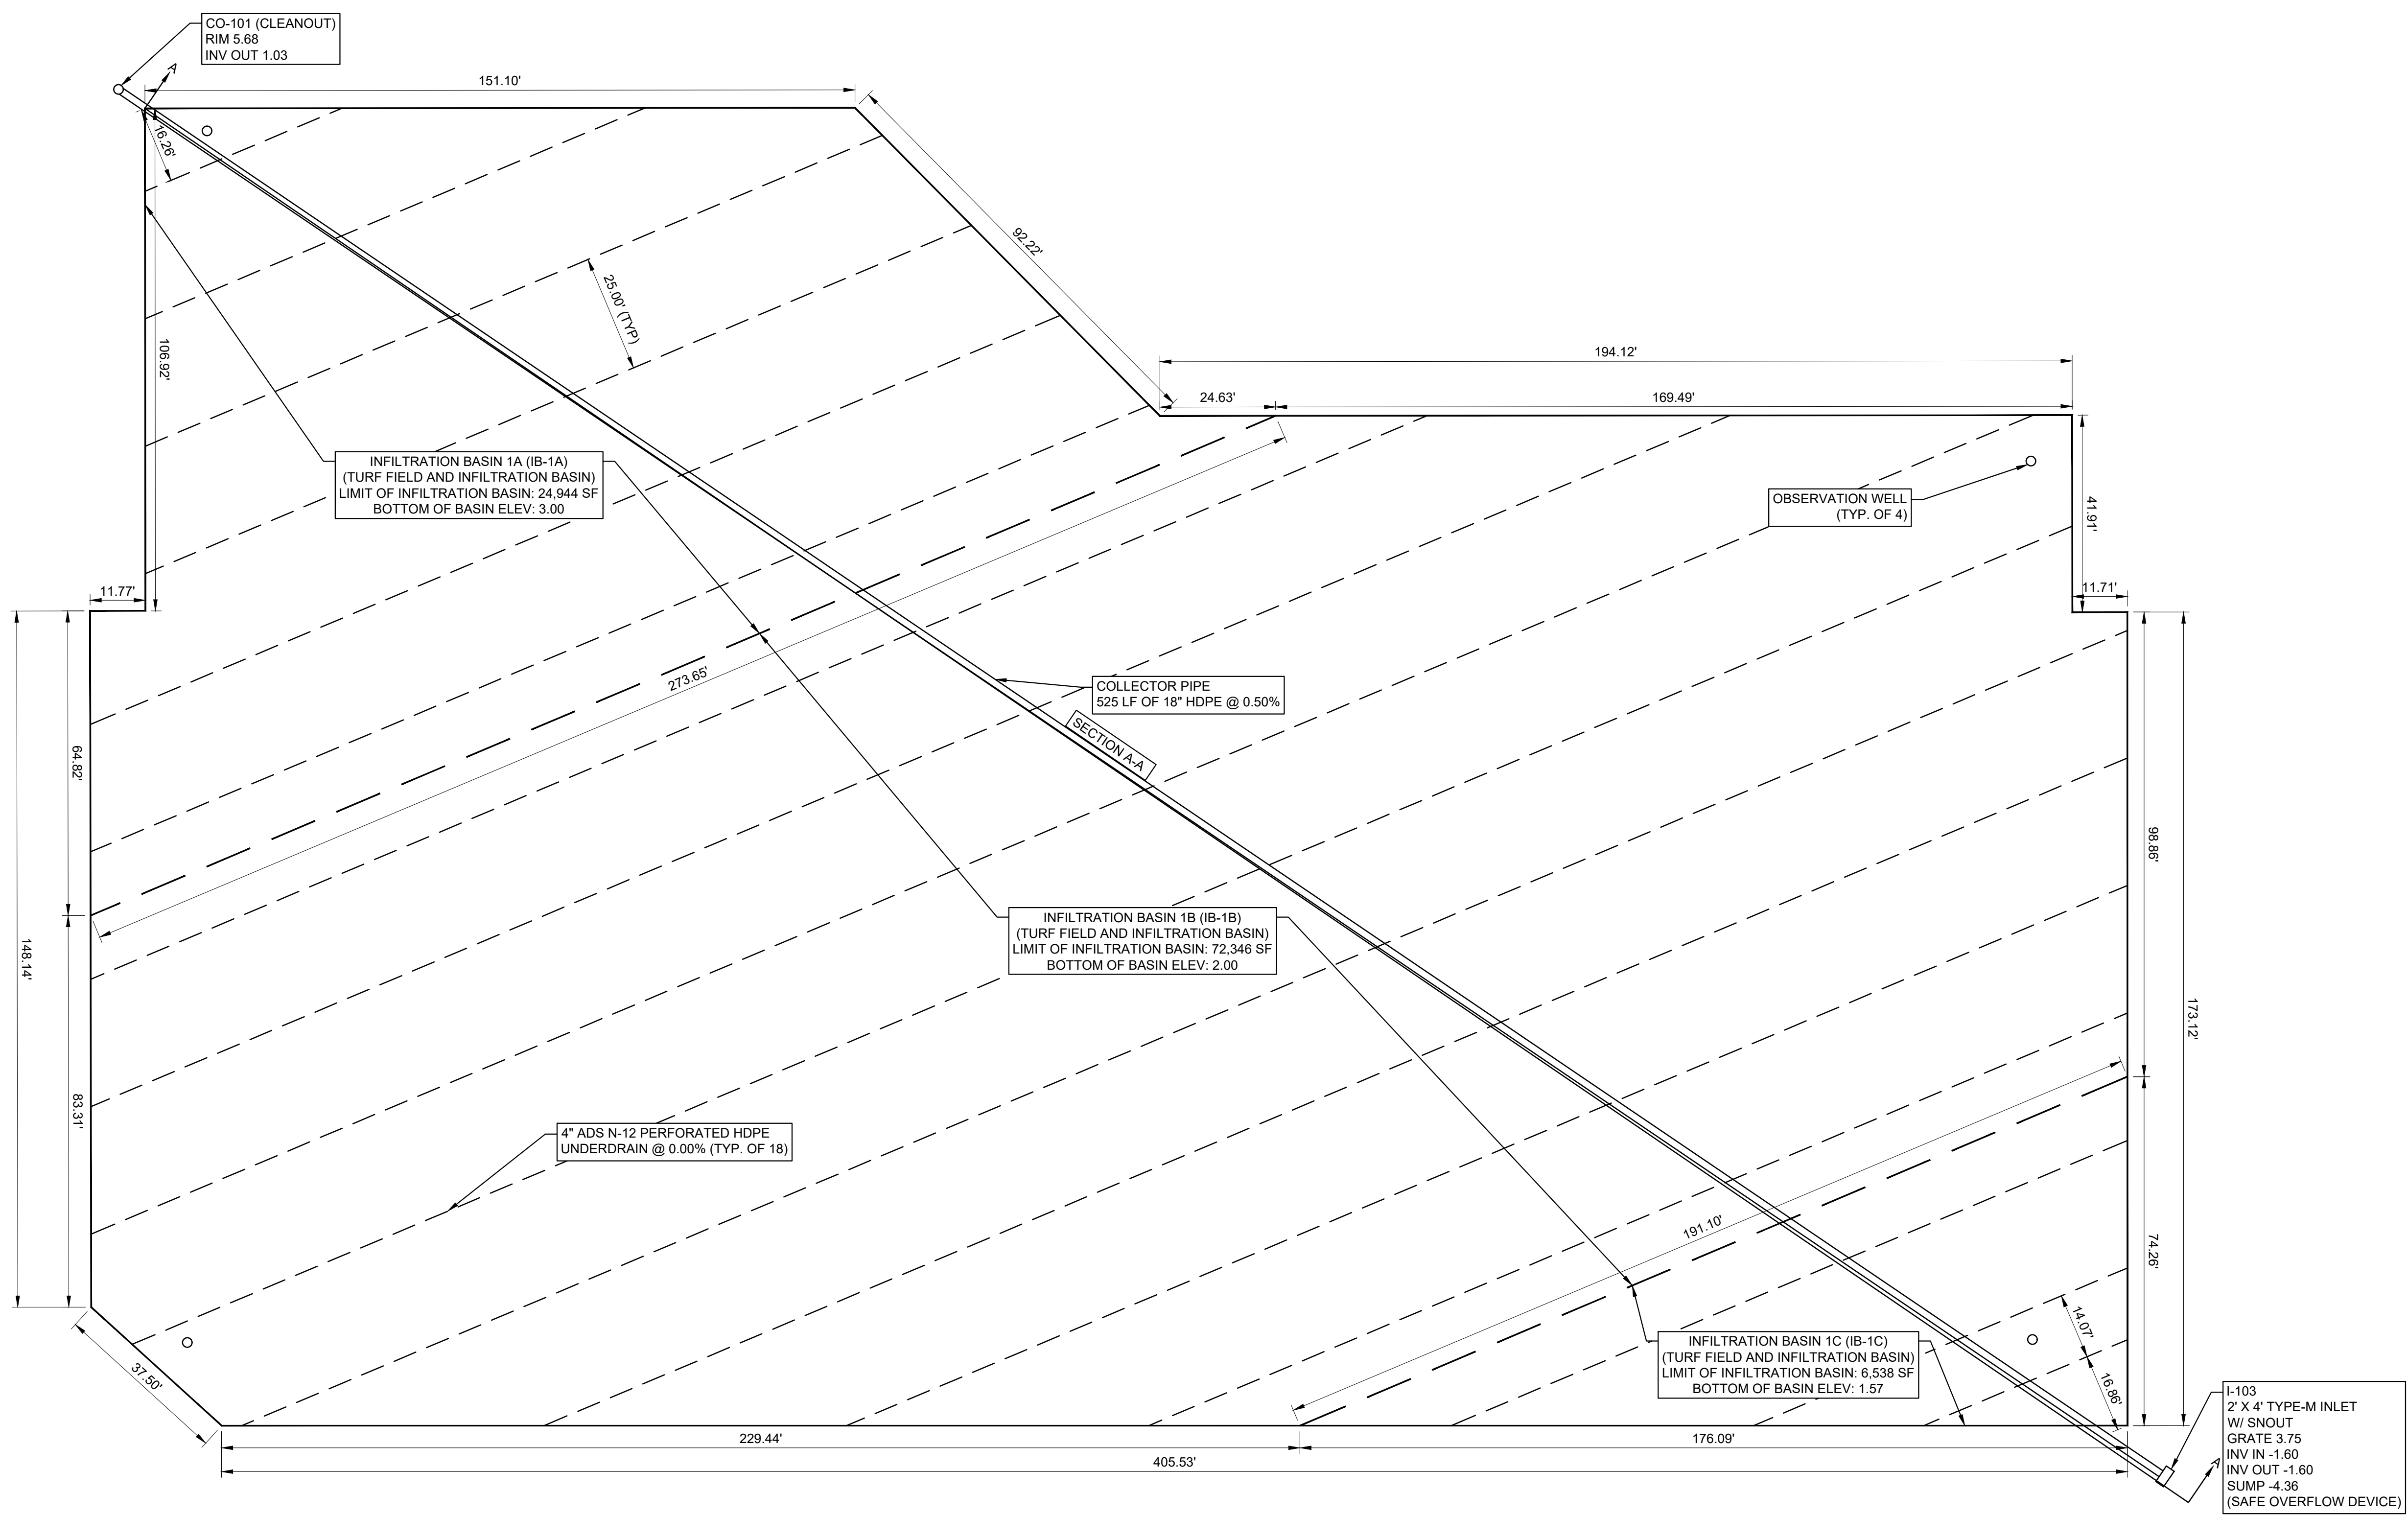 CO-101 (CLEANOUT)
RIM 5.68
INV OUT 1.03
A
151.10'
16.26'
92.22'
25.00' (TYP)
106.92'
194.12'
24.63'
169.49'
INFILTRATION BASIN 1A (IB-1A)
(TURF FIELD AND INFILTRATION BASIN)
LIMIT OF INFILTRATION BASIN: 24,944 SF
BOTTOM OF BASIN ELEV: 3.00
OBSERVATION WELL
(TYP. OF 4)
41.91'
11.77'
11.71'
273.65'
COLLECTOR PIPE
525 LF OF 18" HDPE @ 0.50%
SECTION A-A
64.82'
98.86'
148.14'
INFILTRATION BASIN 1B (IB-1B)
(TURF FIELD AND INFILTRATION BASIN)
LIMIT OF INFILTRATION BASIN: 72,346 SF
BOTTOM OF BASIN ELEV: 2.00
173.12'
83.31'
4" ADS N-12 PERFORATED HDPE
UNDERDRAIN @ 0.00% (TYP. OF 18)
191.10'
74.26'
14.07'
INFILTRATION BASIN 1C (IB-1C)
(TURF FIELD AND INFILTRATION BASIN)
LIMIT OF INFILTRATION BASIN: 6,538 SF
BOTTOM OF BASIN ELEV: 1.57
16.86'
37.50'
229.44'
176.09'
405.53'
I-103
2' X 4' TYPE-M INLET
W/ SNOUT
GRATE 3.75
INV IN -1.60
INV OUT -1.60
SUMP -4.36
(SAFE OVERFLOW DEVICE)
A